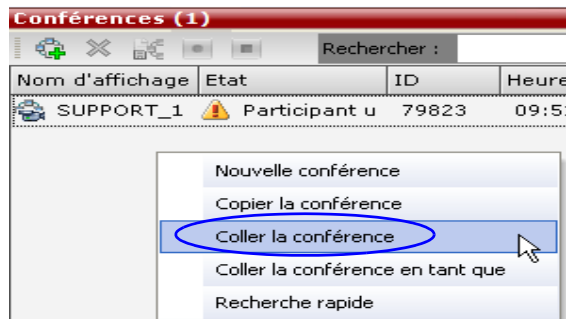 Conférences (1)
Rechercher :
Nom d'affichage Etat ID Heure
SUPPORT_1 Participant u 79823 09:5
Nouvelle conférence
Copier la conférence
Coller la conférence
Coller la conférence en tant que
Recherche rapide